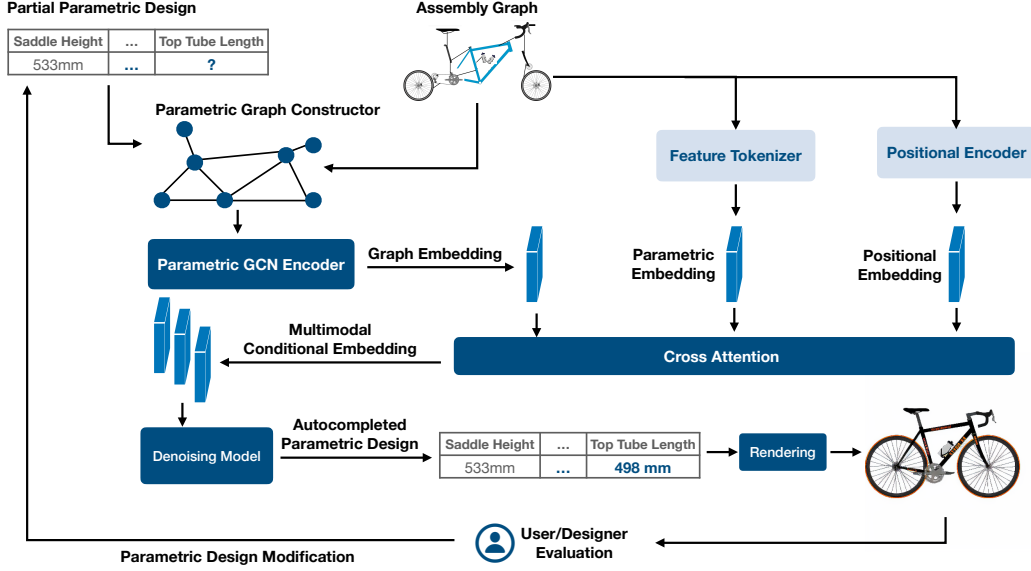 Partial Parametric Design
Assembly Graph
Saddle Height ... Top Tube Length
533mm ... ?
Parametric Graph Constructor
Feature Tokenizer
Positional Encoder
Parametric GCN Encoder
Graph Embedding
Parametric
Embedding
Positional
Embedding
Multimodal
Conditional Embedding
Cross Attention
Denoising Model
Autocompleted
Parametric Design
Saddle Height ... Top Tube Length
533mm ... 498 mm
Rendering
User/Designer
Evaluation
Parametric Design Modification